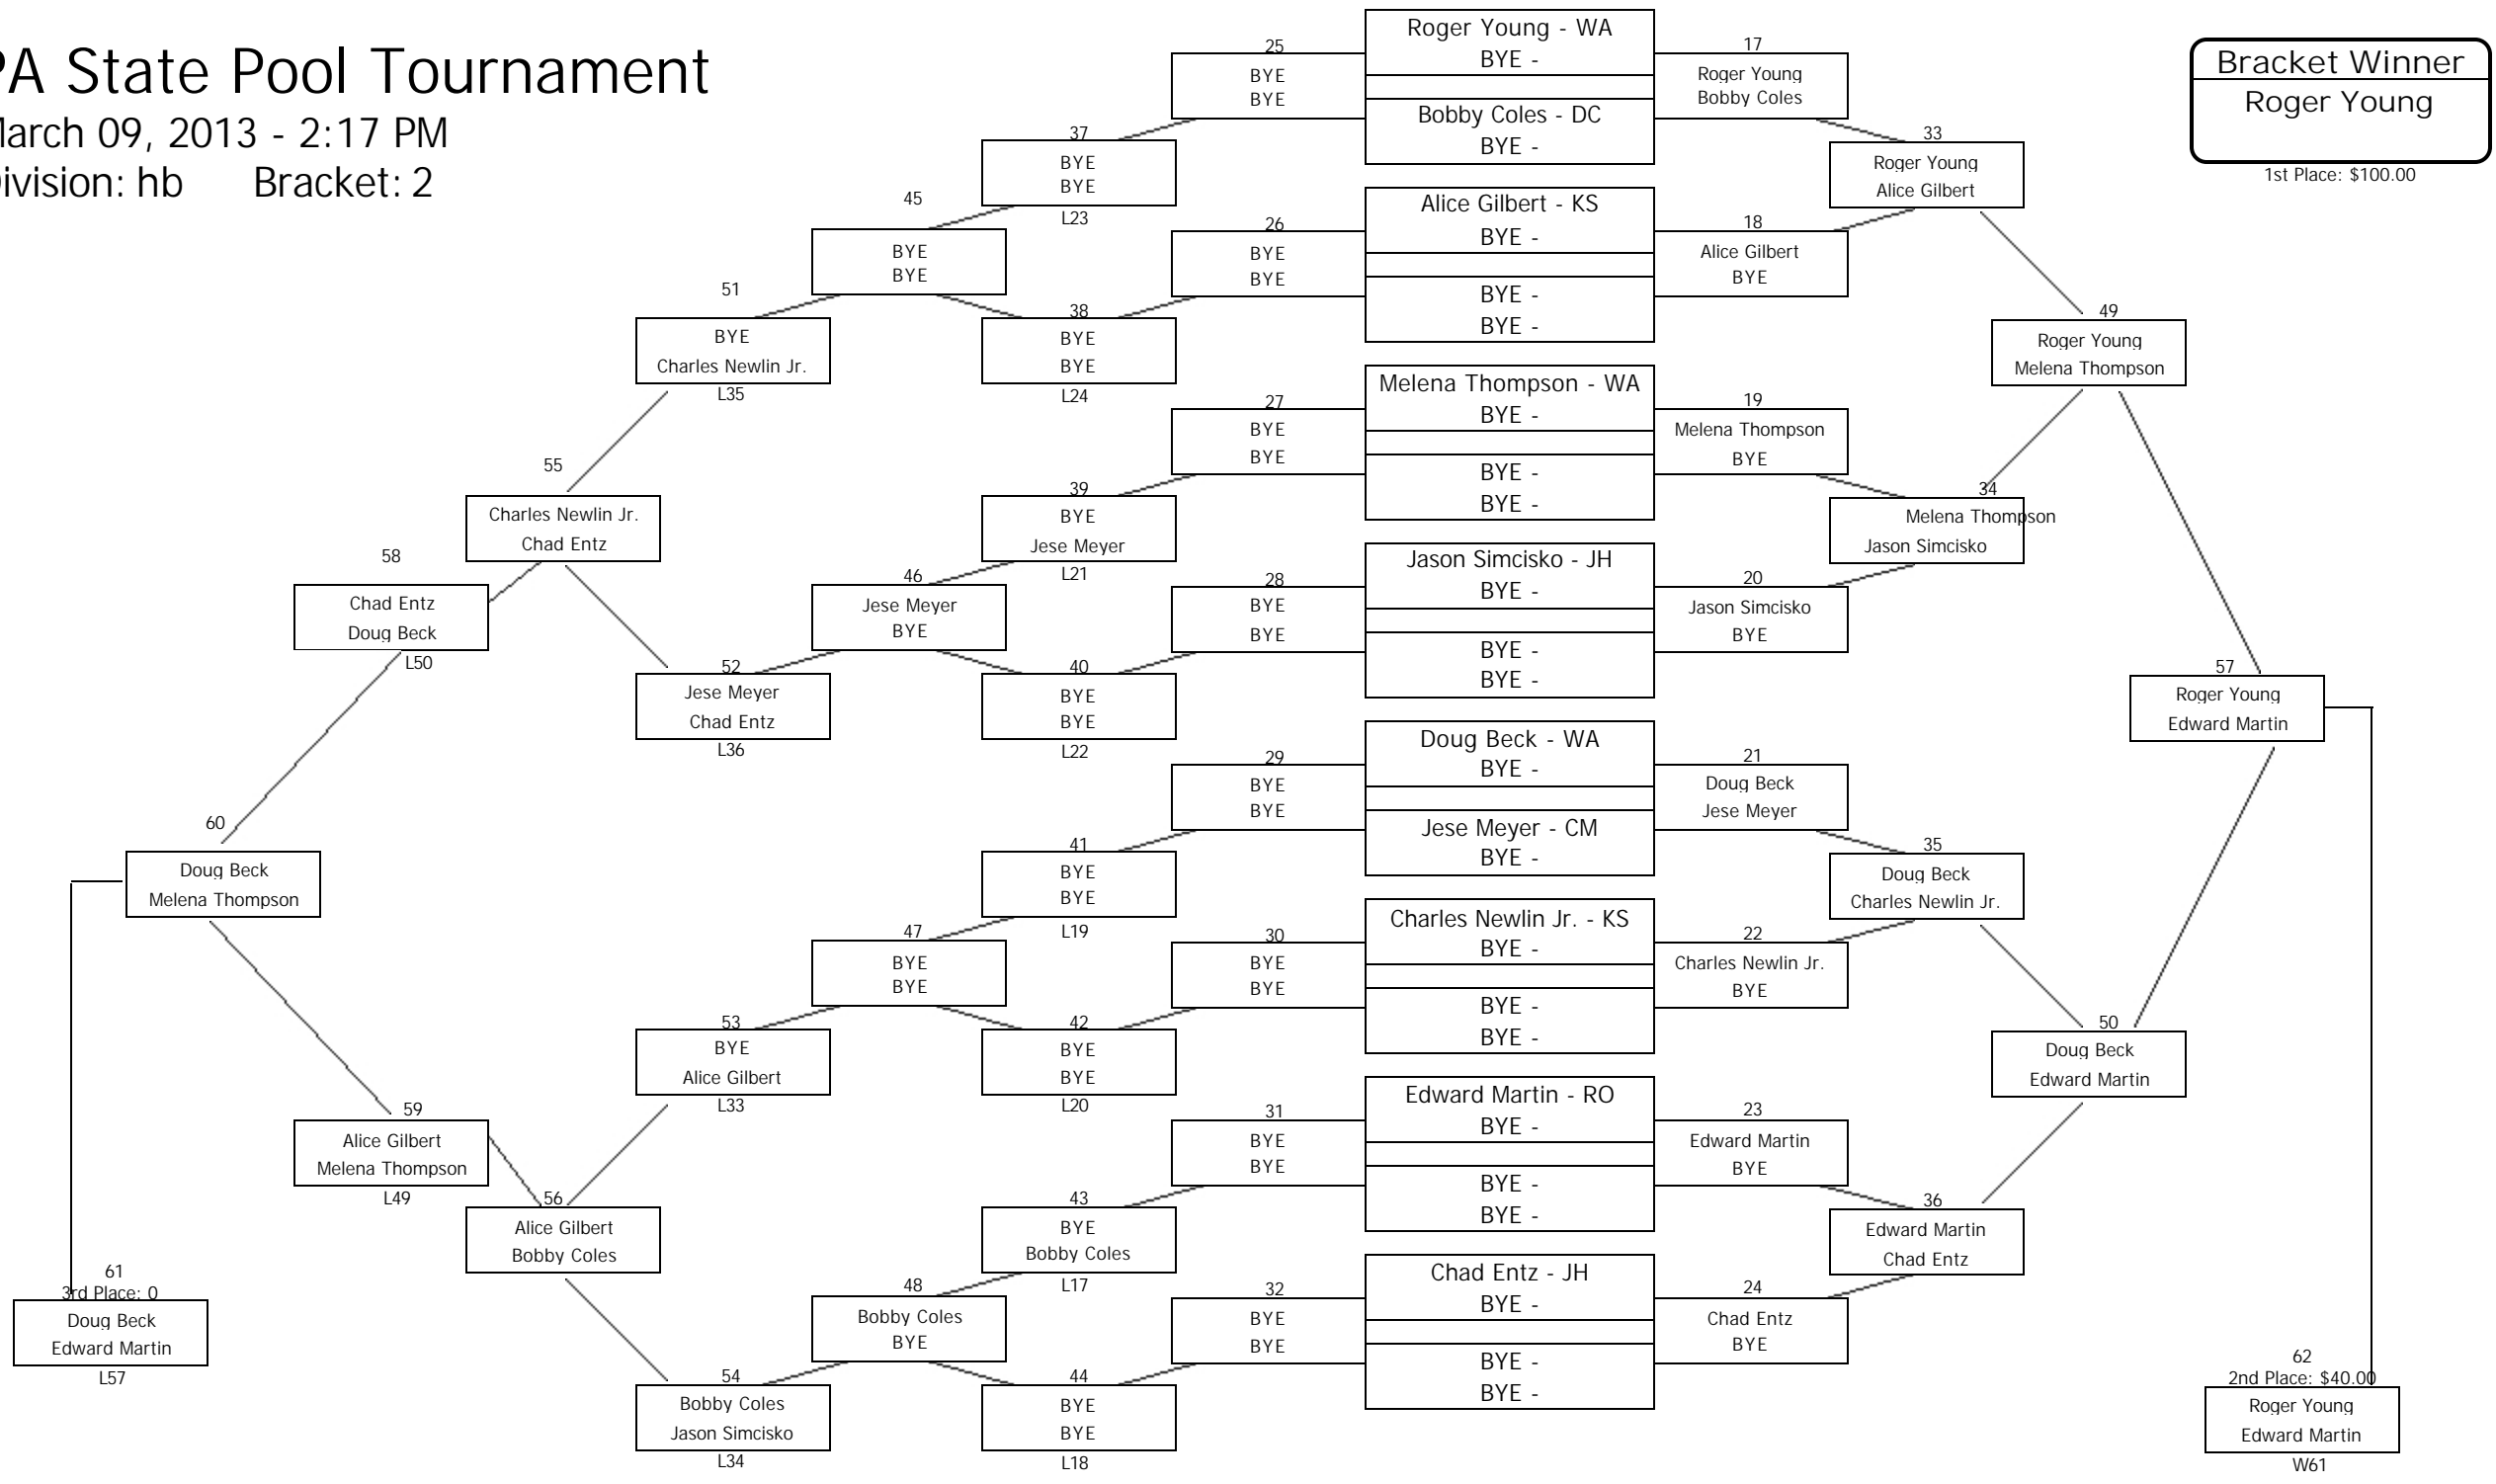 PA State Pool Tournament
March 09, 2013 - 2:17 PM
Division: hb Bracket: 2
Bracket Winner
Roger Young
1st Place: $100.00
Roger Young - WA
BYE -
Bobby Coles - DC
BYE -
Alice Gilbert - KS
BYE -
BYE -
BYE -
Melena Thompson - WA
BYE -
BYE -
BYE -
Jason Simcisko - JH
BYE -
BYE -
BYE -
Doug Beck - WA
BYE -
Jese Meyer - CM
BYE -
Charles Newlin Jr. - KS
BYE -
BYE -
BYE -
Edward Martin - RO
BYE -
BYE -
BYE -
Chad Entz - JH
BYE -
BYE -
BYE -
17
Roger Young
Bobby Coles
18
Alice Gilbert
BYE
19
Melena Thompson
BYE
20
Jason Simcisko
BYE
21
Doug Beck
Jese Meyer
22
Charles Newlin Jr.
BYE
23
Edward Martin
BYE
24
Chad Entz
BYE
33
Roger Young
Alice Gilbert
34
Melena Thompson
Jason Simcisko
35
Doug Beck
Charles Newlin Jr.
36
Edward Martin
Chad Entz
49
Roger Young
Melena Thompson
50
Doug Beck
Edward Martin
57
Roger Young
Edward Martin
62
2nd Place: $40.00
Roger Young
Edward Martin
W61
25
BYE
BYE
26
BYE
BYE
27
BYE
BYE
28
BYE
BYE
29
BYE
BYE
30
BYE
BYE
31
BYE
BYE
32
BYE
BYE
37
BYE
BYE
L23
38
BYE
BYE
L24
39
BYE
Jese Meyer
L21
40
BYE
BYE
L22
41
BYE
BYE
L19
42
BYE
BYE
L20
43
BYE
Bobby Coles
L17
44
BYE
BYE
L18
45
BYE
BYE
46
Jese Meyer
BYE
47
BYE
BYE
48
Bobby Coles
BYE
51
BYE
Charles Newlin Jr.
L35
52
Jese Meyer
Chad Entz
L36
53
BYE
Alice Gilbert
L33
54
Bobby Coles
Jason Simcisko
L34
55
Charles Newlin Jr.
Chad Entz
56
Alice Gilbert
Bobby Coles
58
Chad Entz
Doug Beck
L50
59
Alice Gilbert
Melena Thompson
L49
60
Doug Beck
Melena Thompson
61
3rd Place: 0
Doug Beck
Edward Martin
L57